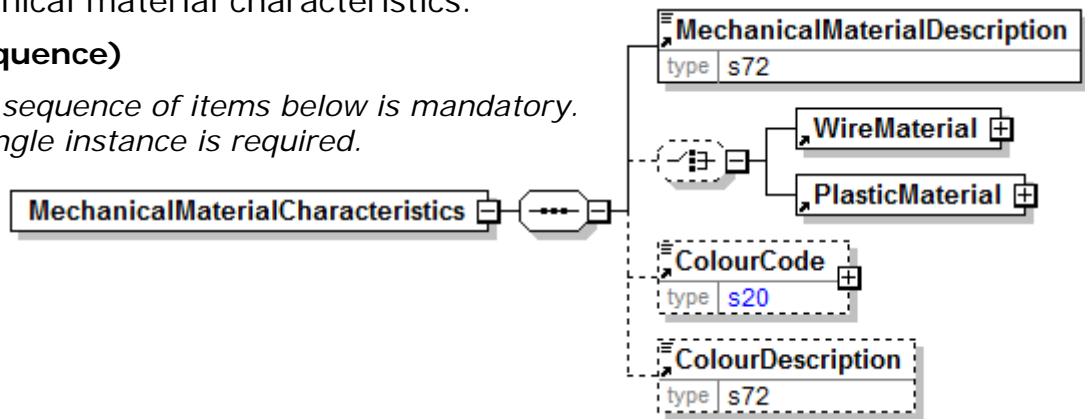 nical material characteristics.
quence)
sequence of items below is mandatory.
ngle instance is required.
MechanicalMaterialCharacteristics
MechanicalMaterialDescription
type s72
WireMaterial
PlasticMaterial
ColourCode
type s20
ColourDescription
type s72